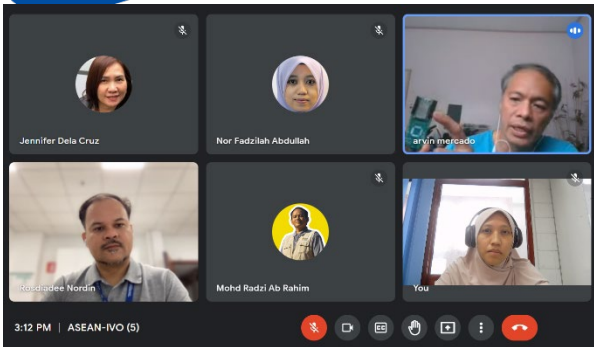 Jennifer Dela Cruz
Nor Fadzilah Abdullah
arvin mercado
Rosdiadee Nordin
Mohd Radzi Ab Rahim
You
3:12 PM | ASEAN-IVO (5)
CC